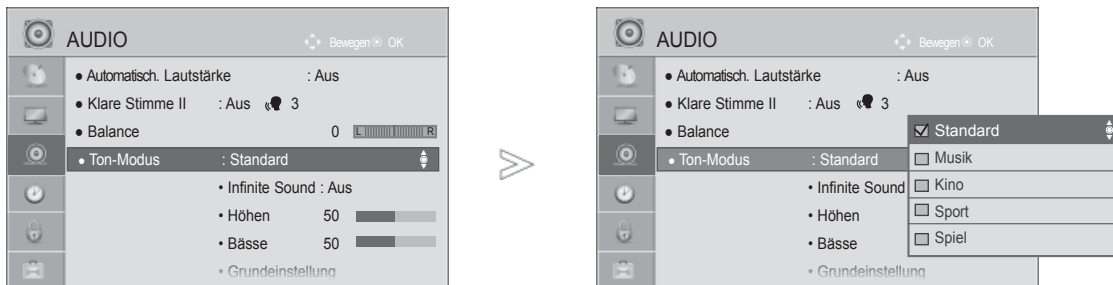 AUDIO
Bewegen OK
● Automatisch. Lautstärke : Aus
● Klare Stimme II : Aus 3
● Balance 0 L R
● Ton-Modus : Standard
• Infinite Sound : Aus
• Höhen 50
• Bässe 50
• Grundeinstellung
AUDIO
Bewegen OK
● Automatisch. Lautstärke : Aus
● Klare Stimme II : Aus 3
● Balance
● Ton-Modus : Standard
• Infinite Sound
• Höhen
• Bässe
• Grundeinstellung
Standard
Musik
Kino
Sport
Spiel